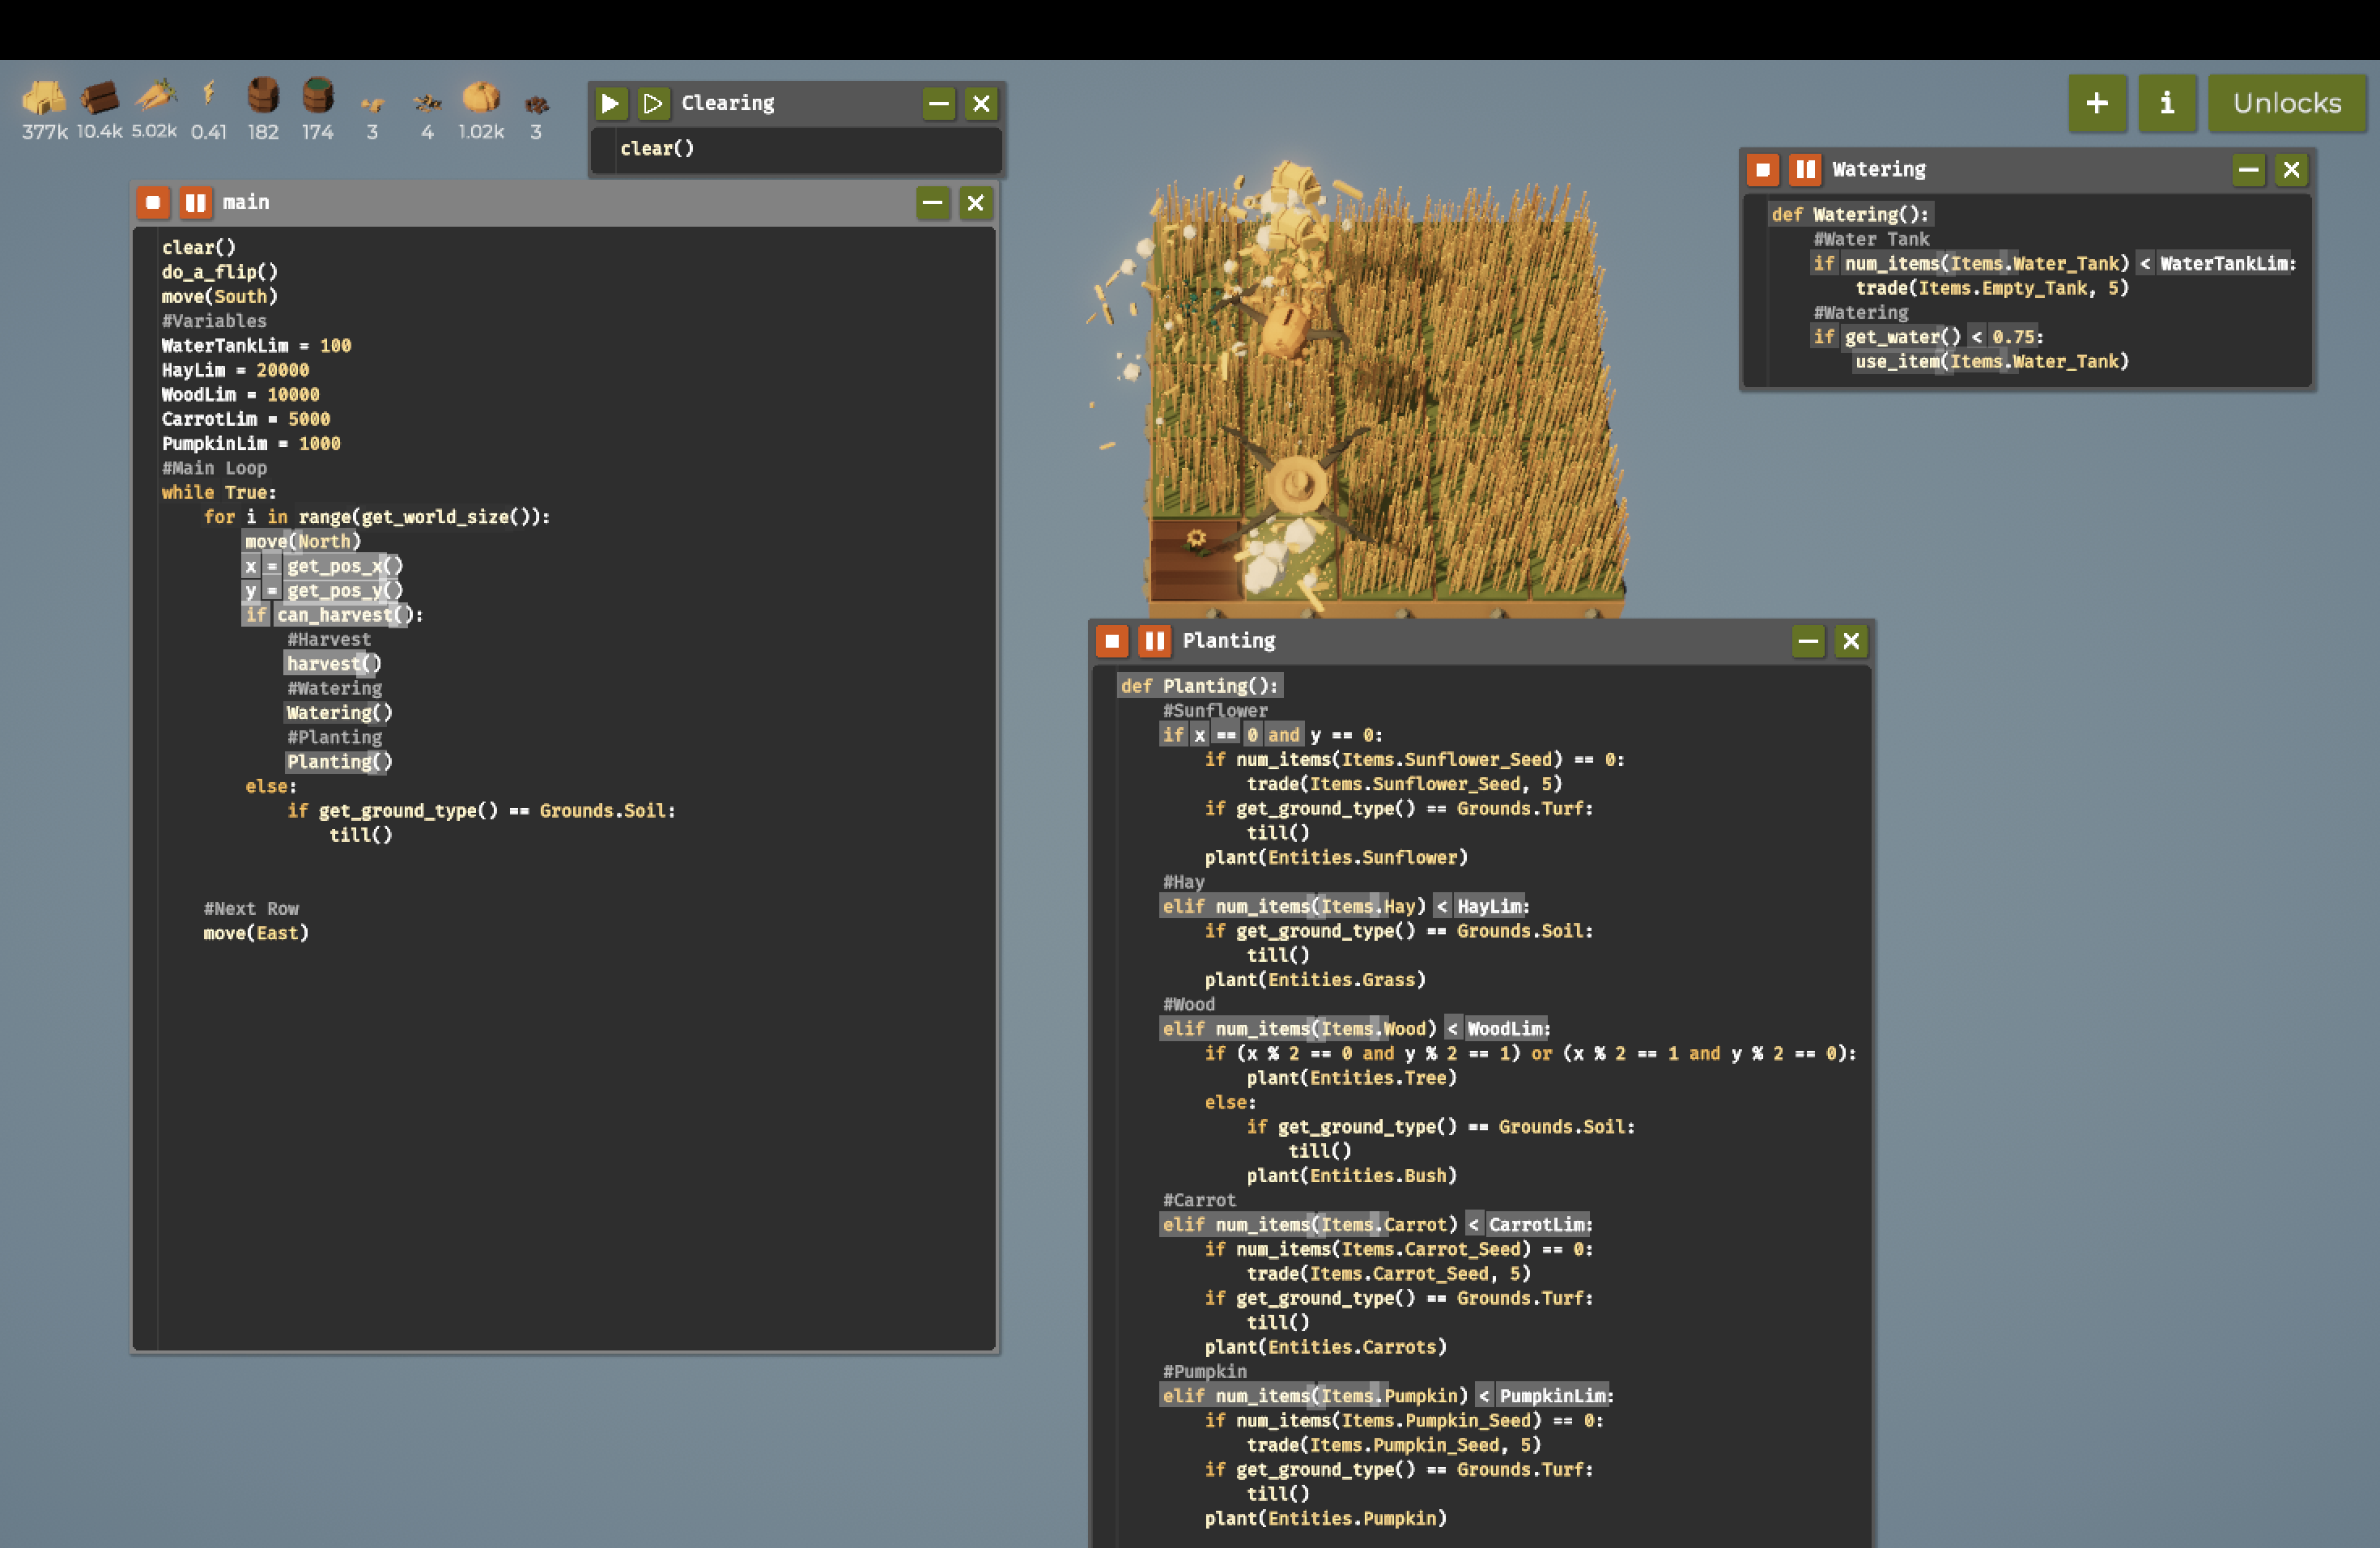 377k 10.4k 5.02k 0.41 182 174 3 4 1.02k 3
+ i Unlocks
Clearing
clear()
main
clear()
do_a_flip()
move(South)
#Variables
WaterTankLim = 100
HayLim = 20000
WoodLim = 10000
CarrotLim = 5000
PumpkinLim = 1000
#Main Loop
while True:
for i in range(get_world_size()):
move(North)
x = get_pos_x()
y = get_pos_y()
if can_harvest():
#Harvest
harvest()
#Watering
Watering()
#Planting
Planting()
else:
if get_ground_type() == Grounds.Soil:
till()
#Next Row
move(East)
Watering
def Watering():
#Water Tank
if num_items(Items.Water_Tank) < WaterTankLim:
trade(Items.Empty_Tank, 5)
#Watering
if get_water() < 0.75:
use_item(Items.Water_Tank)
Planting
def Planting():
#Sunflower
if x == 0 and y == 0:
if num_items(Items.Sunflower_Seed) == 0:
trade(Items.Sunflower_Seed, 5)
if get_ground_type() == Grounds.Turf:
till()
plant(Entities.Sunflower)
#Hay
elif num_items(Items.Hay) < HayLim:
if get_ground_type() == Grounds.Soil:
till()
plant(Entities.Grass)
#Wood
elif num_items(Items.Wood) < WoodLim:
if (x % 2 == 0 and y % 2 == 1) or (x % 2 == 1 and y % 2 == 0):
plant(Entities.Tree)
else:
if get_ground_type() == Grounds.Soil:
till()
plant(Entities.Bush)
#Carrot
elif num_items(Items.Carrot) < CarrotLim:
if num_items(Items.Carrot_Seed) == 0:
trade(Items.Carrot_Seed, 5)
if get_ground_type() == Grounds.Turf:
till()
plant(Entities.Carrots)
#Pumpkin
elif num_items(Items.Pumpkin) < PumpkinLim:
if num_items(Items.Pumpkin_Seed) == 0:
trade(Items.Pumpkin_Seed, 5)
if get_ground_type() == Grounds.Turf:
till()
plant(Entities.Pumpkin)